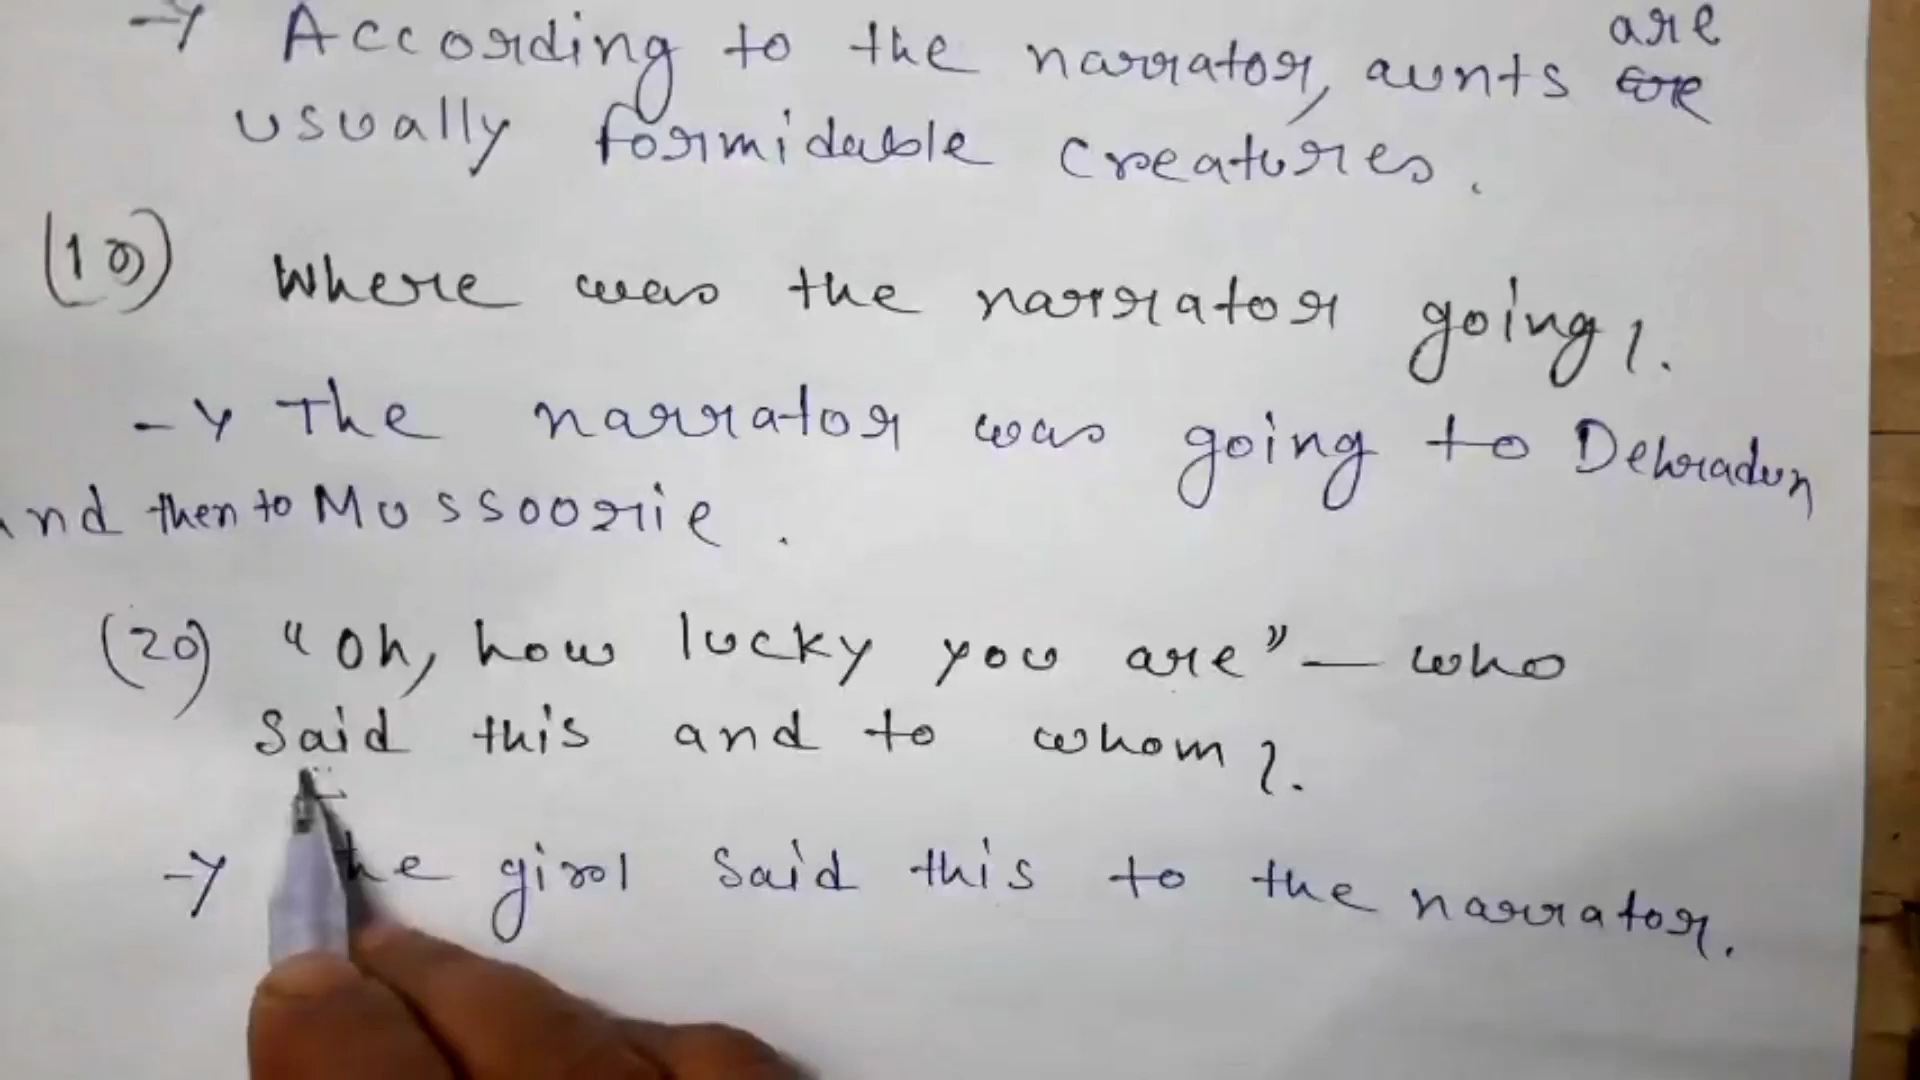 → According to the narrator, aunts are
usually formidable creatures.
(19) Where was the narrator going?.
→ The narrator was going to Dehradun
and then to Mussoorie.
(20) "Oh, how lucky you are" — who
said this and to whom?.
→ The girl said this to the narrator.